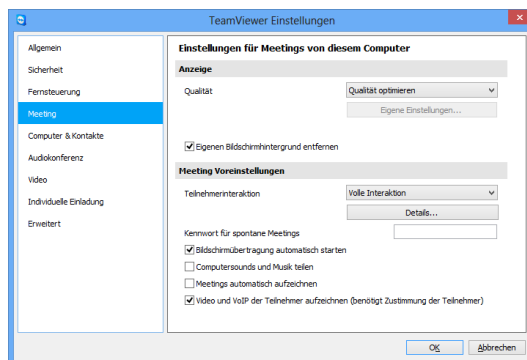 TeamViewer Einstellungen
Allgemein
Sicherheit
Fernsteuerung
Meeting
Computer & Kontakte
Audiokonferenz
Video
Individuelle Einladung
Erweitert
Einstellungen für Meetings von diesem Computer
Anzeige
Qualität
Qualität optimieren
Eigene Einstellungen...
Eigenen Bildschirmhintergrund entfernen
Meeting Voreinstellungen
Teilnehmerinteraktion
Volle Interaktion
Details...
Kennwort für spontane Meetings
Bildschirmübertragung automatisch starten
Computersounds und Musik teilen
Meetings automatisch aufzeichnen
Video und VoIP der Teilnehmer aufzeichnen (benötigt Zustimmung der Teilnehmer)
OK
Abbrechen